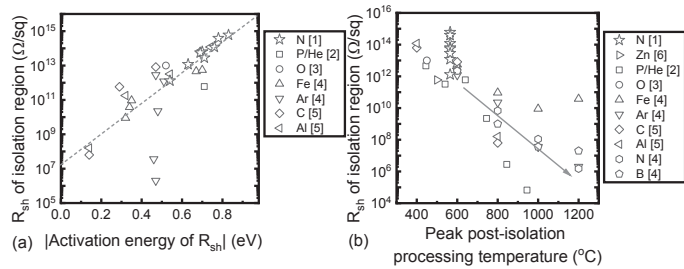 10^15
10^13
10^11
10^9
10^7
10^5
R_sh of isolation region (Ω/sq)
0.0 0.2 0.4 0.6 0.8
(a) |Activation energy of R_sh| (eV)
N [1]
P/He [2]
O [3]
Fe [4]
Ar [4]
C [5]
Al [5]
10^16
10^14
10^12
10^10
10^8
10^6
10^4
R_sh of isolation region (Ω/sq)
400 600 800 1000 1200
(b) Peak post-isolation
processing temperature (°C)
N [1]
Zn [6]
P/He [2]
O [3]
Fe [4]
Ar [4]
C [5]
Al [5]
N [4]
B [4]